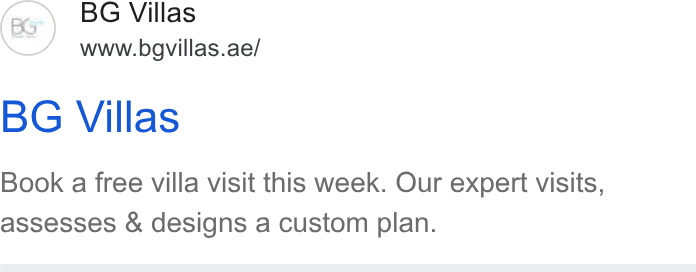 BG
BG Villas
www.bgvillas.ae/
BG Villas
Book a free villa visit this week. Our expert visits,
assesses & designs a custom plan.